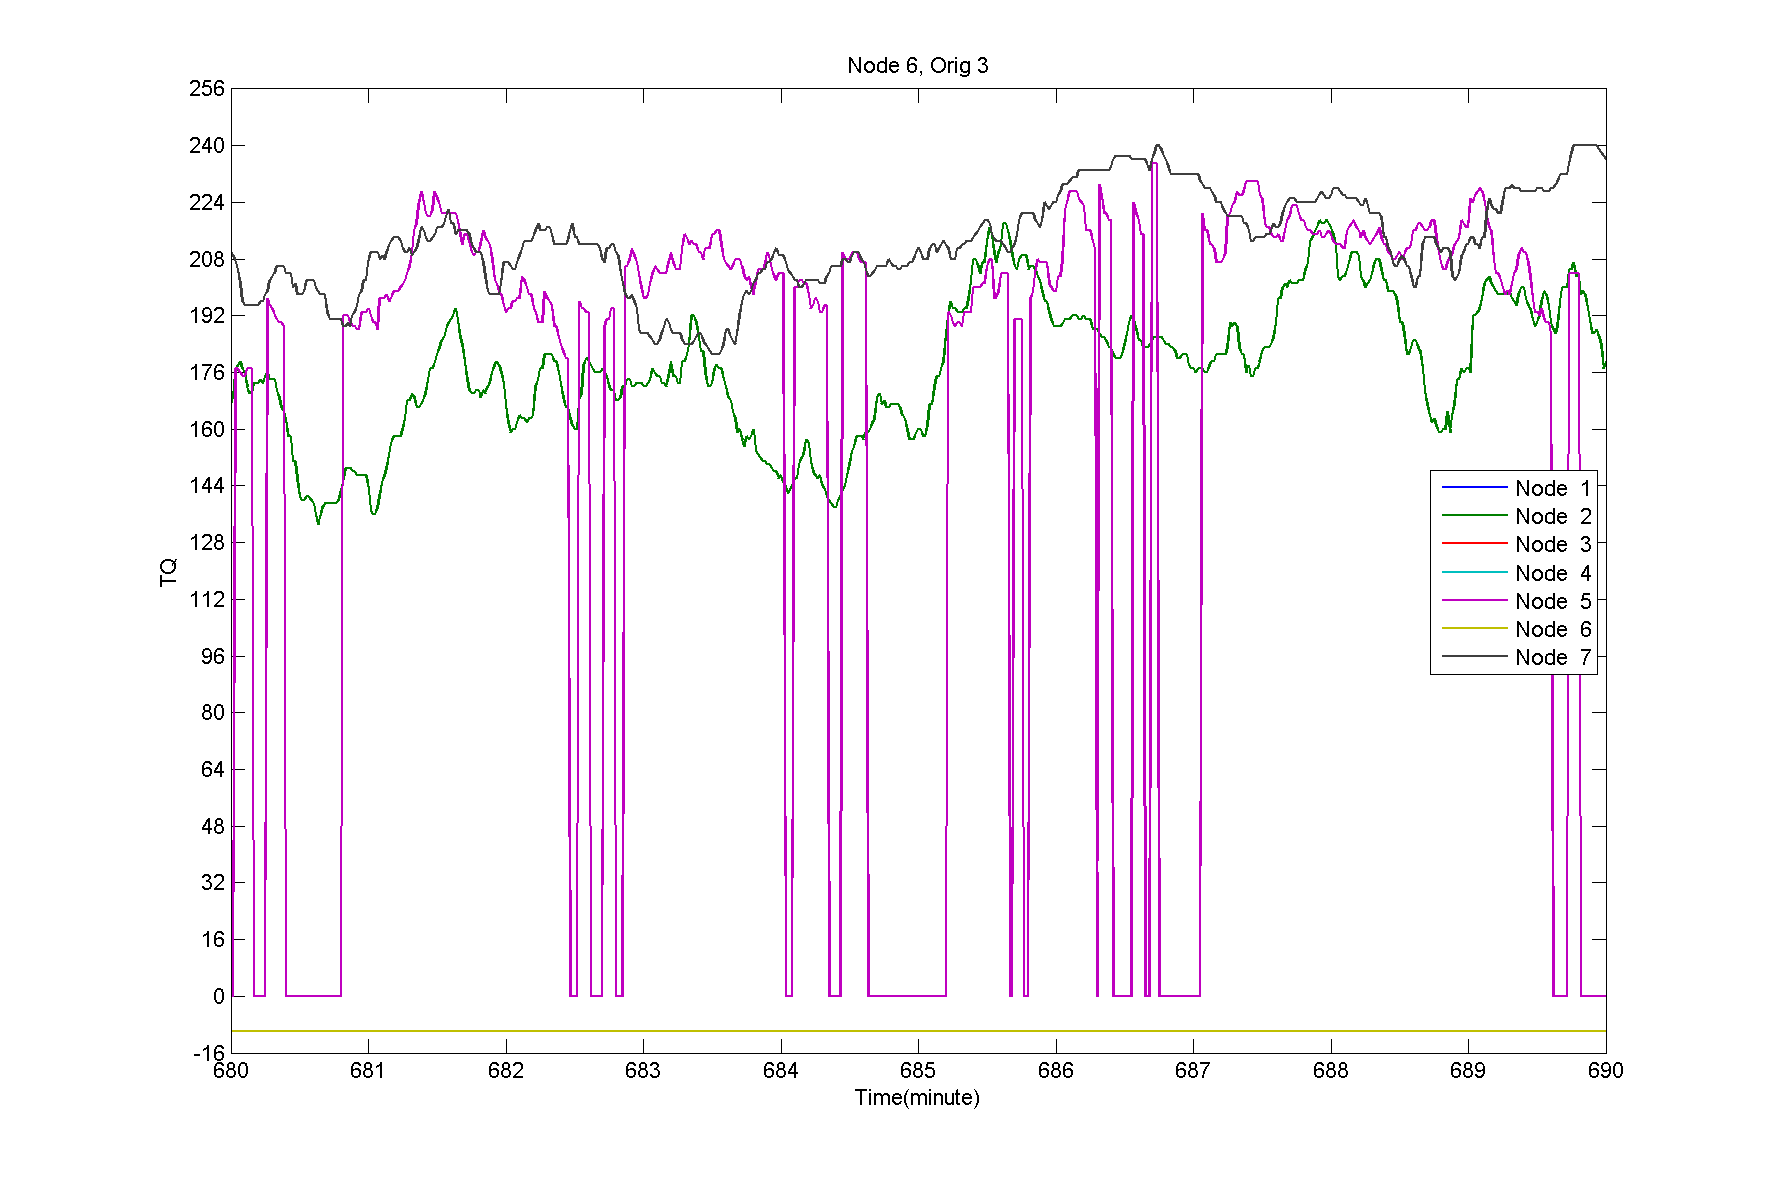 Node 6, Orig 3
256
240
224
208
192
176
160
144
128
112
96
80
64
48
32
16
0
-16
TQ
Node 1
Node 2
Node 3
Node 4
Node 5
Node 6
Node 7
680 681 682 683 684 685 686 687 688 689 690
Time(minute)